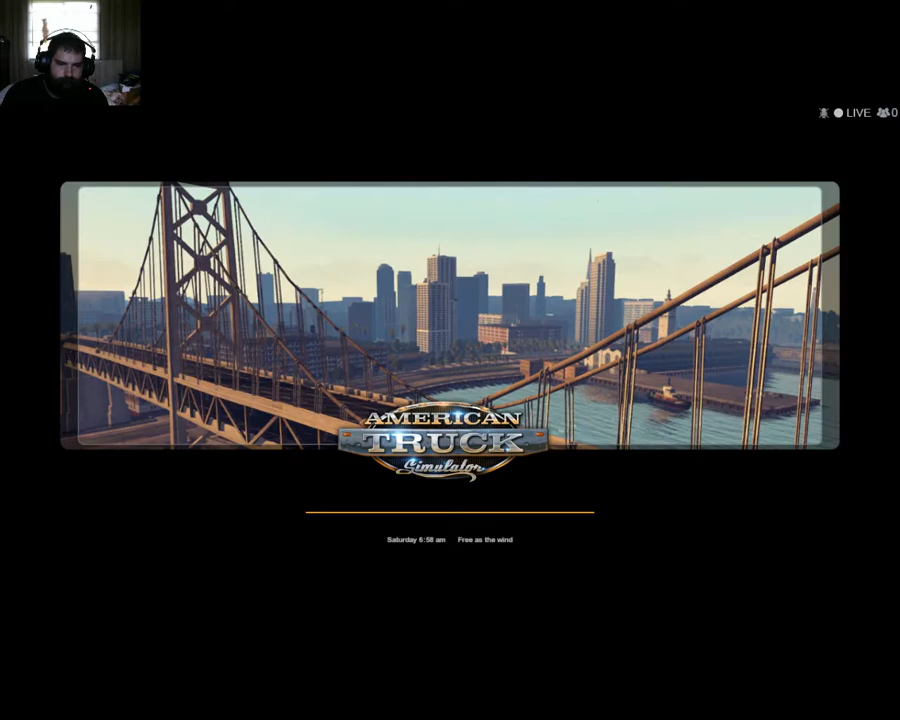 LIVE 0
AMERICAN
TRUCK
Simulator
Saturday 6:58 am Free as the wind